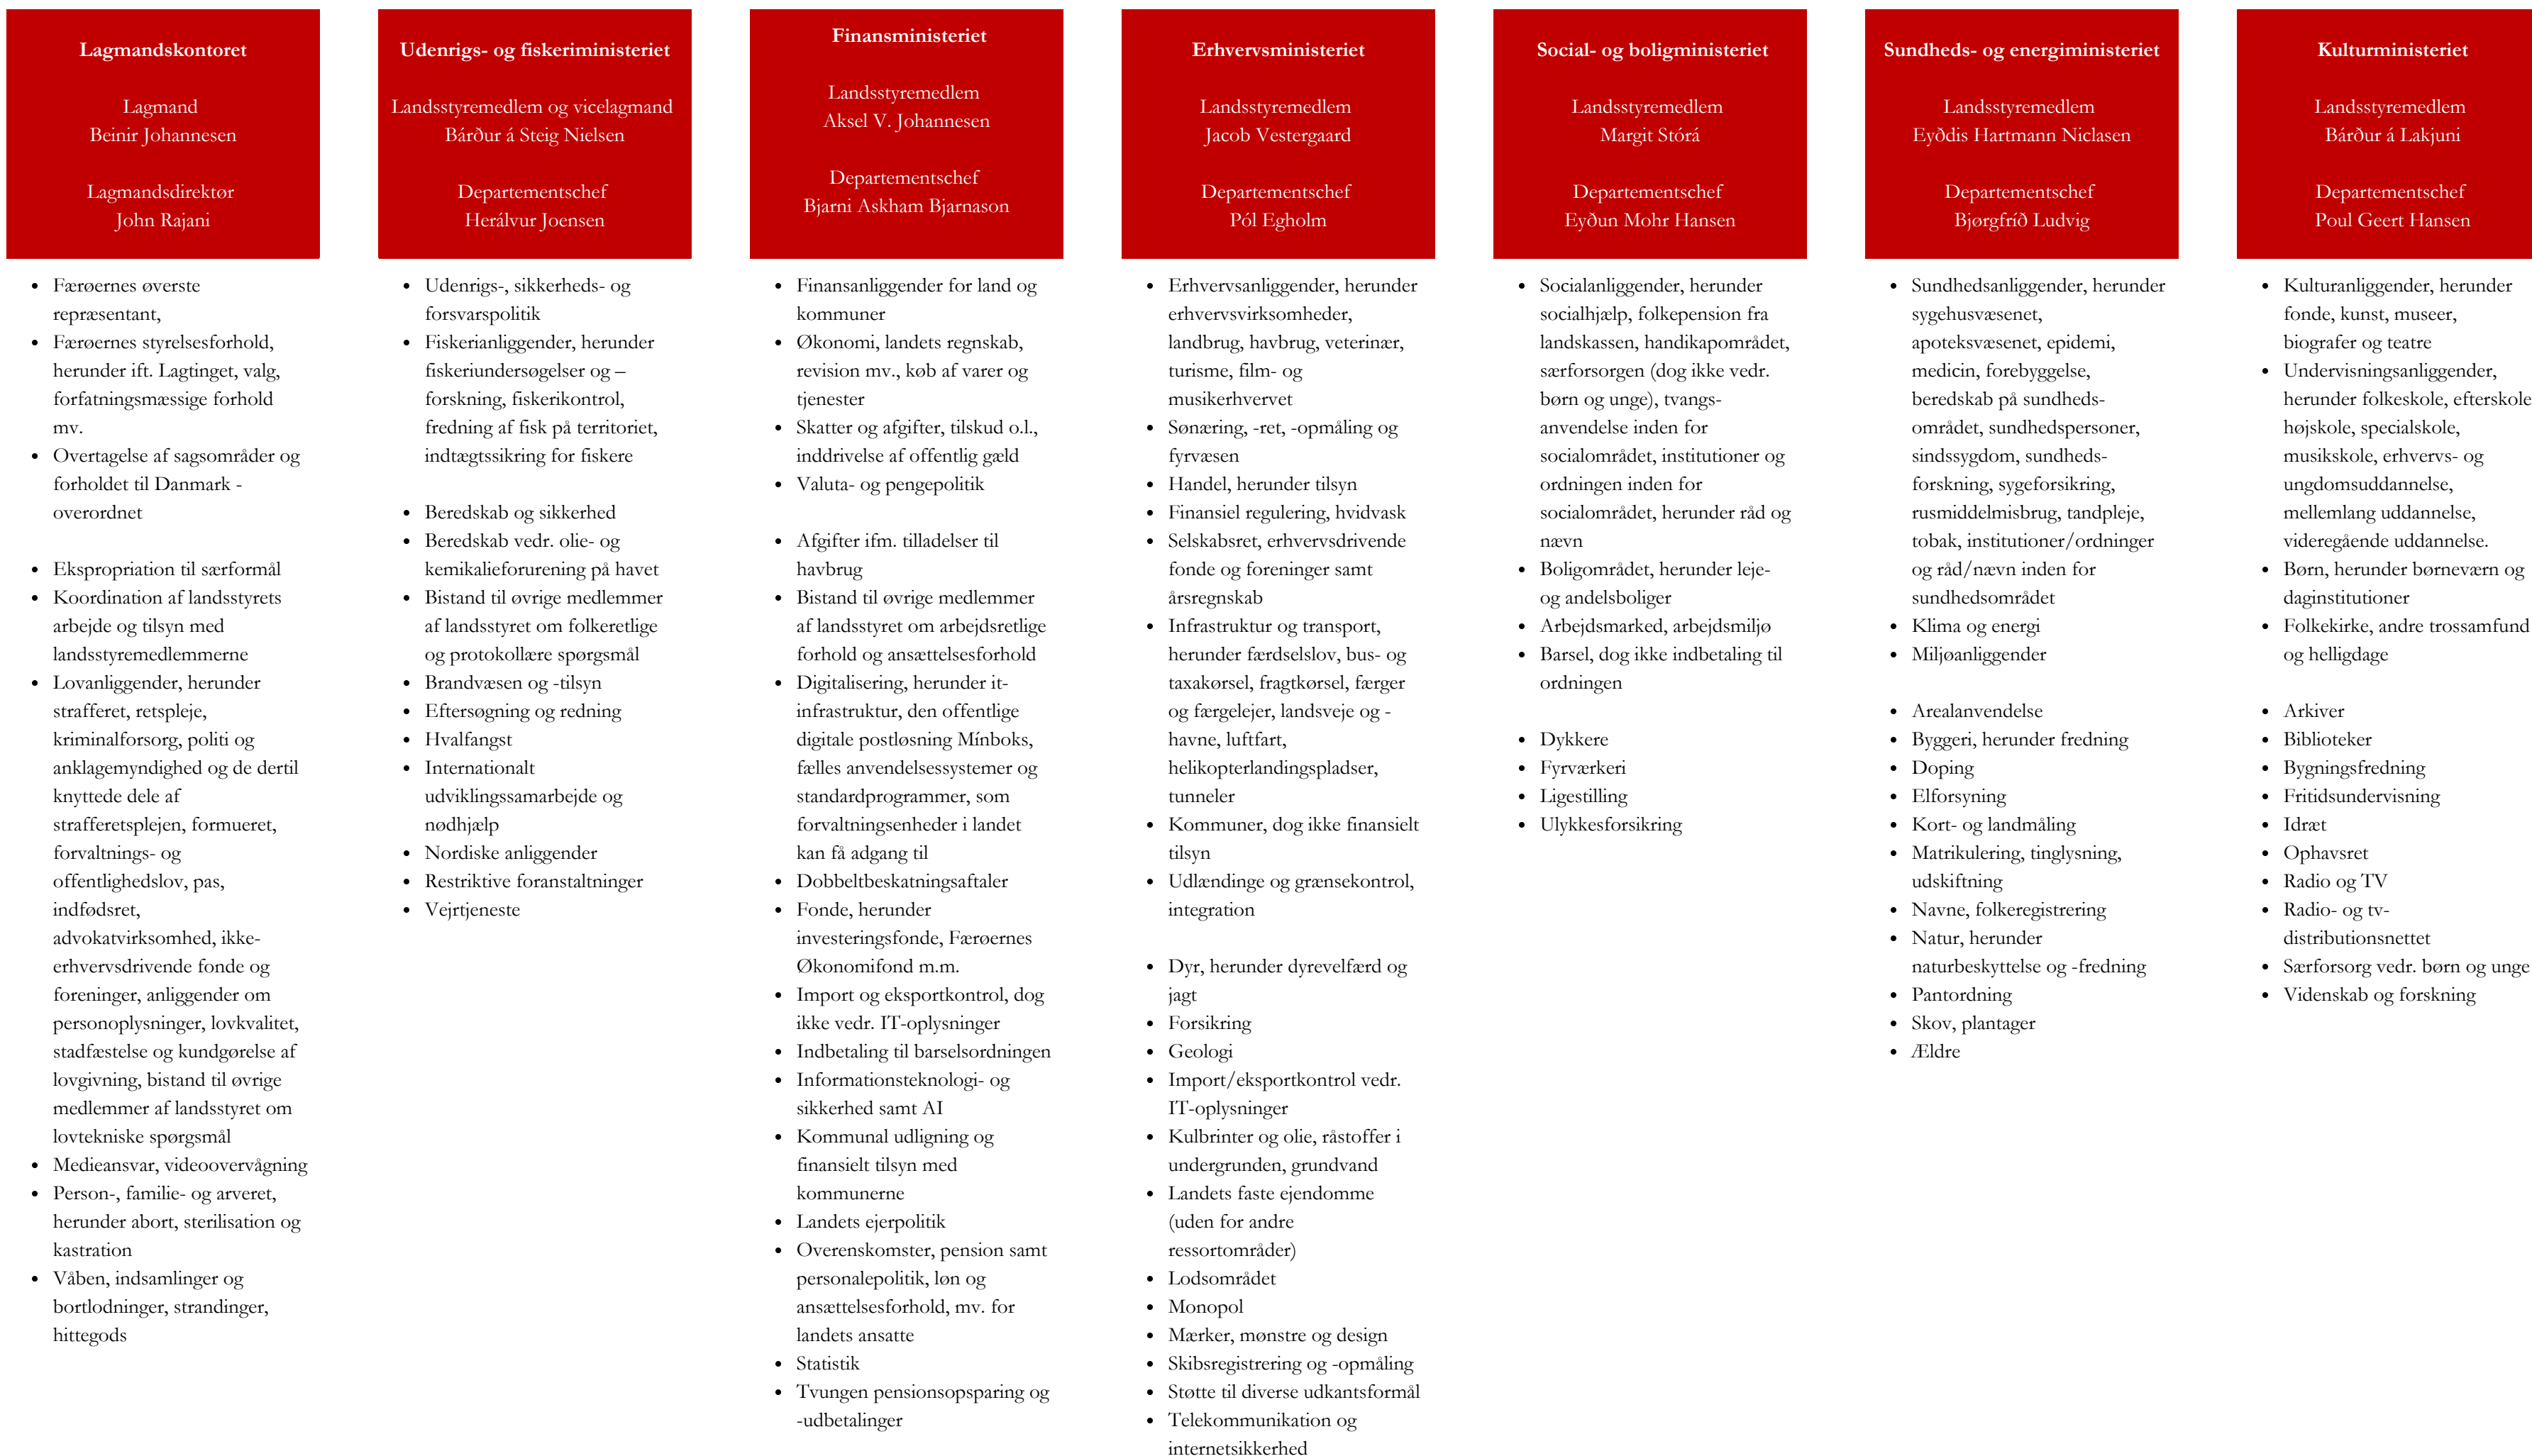 Lagmandskontoret
Lagmand
Beinir Johannesen
Lagmandsdirektør
John Rajani
• Færøernes øverste
repræsentant,
• Færøernes styrelsesforhold,
herunder ift. Lagtinget, valg,
forfatningsmæssige forhold
mv.
• Overtagelse af sagsområder og
forholdet til Danmark -
overordnet
• Ekspropriation til særformål
• Koordination af landsstyrets
arbejde og tilsyn med
landsstyremedlemmerne
• Lovanliggender, herunder
strafferet, retspleje,
kriminalforsorg, politi og
anklagemyndighed og de dertil
knyttede dele af
strafferetsplejen, formueret,
forvaltnings- og
offentlighedslov, pas,
indfødsret,
advokatvirksomhed, ikke-
erhvervsdrivende fonde og
foreninger, anliggender om
personoplysninger, lovkvalitet,
stadfæstelse og kundgørelse af
lovgivning, bistand til øvrige
medlemmer af landsstyret om
lovtekniske spørgsmål
• Medieansvar, videoovervågning
• Person-, familie- og arveret,
herunder abort, sterilisation og
kastration
• Våben, indsamlinger og
bortlodninger, strandinger,
hittegods
Udenrigs- og fiskeriministeriet
Landsstyremedlem og vicelagmand
Bárður á Steig Nielsen
Departementschef
Herálvur Joensen
• Udenrigs-, sikkerheds- og
forsvarspolitik
• Fiskerianliggender, herunder
fiskeriundersøgelser og –
forskning, fiskerikontrol,
fredning af fisk på territoriet,
indtægtssikring for fiskere
• Beredskab og sikkerhed
• Beredskab vedr. olie- og
kemikalieforurening på havet
• Bistand til øvrige medlemmer
af landsstyret om folkeretlige
og protokollære spørgsmål
• Brandvæsen og -tilsyn
• Eftersøgning og redning
• Hvalfangst
• Internationalt
udviklingssamarbejde og
nødhjælp
• Nordiske anliggender
• Restriktive foranstaltninger
• Vejrtjeneste
Finansministeriet
Landsstyremedlem
Aksel V. Johannesen
Departementschef
Bjarni Askham Bjarnason
• Finansanliggender for land og
kommuner
• Økonomi, landets regnskab,
revision mv., køb af varer og
tjenester
• Skatter og afgifter, tilskud o.l.,
inddrivelse af offentlig gæld
• Valuta- og pengepolitik
• Afgifter ifm. tilladelser til
havbrug
• Bistand til øvrige medlemmer
af landsstyret om arbejdsretlige
forhold og ansættelsesforhold
• Digitalisering, herunder it-
infrastruktur, den offentlige
digitale postløsning Mínboks,
fælles anvendelsessystemer og
standardprogrammer, som
forvaltningsenheder i landet
kan få adgang til
• Dobbeltbeskatningsaftaler
• Fonde, herunder
investeringsfonde, Færøernes
Økonomifond m.m.
• Import og eksportkontrol, dog
ikke vedr. IT-oplysninger
• Indbetaling til barselsordningen
• Informationsteknologi- og
sikkerhed samt AI
• Kommunal udligning og
finansielt tilsyn med
kommunerne
• Landets ejerpolitik
• Overenskomster, pension samt
personalepolitik, løn og
ansættelsesforhold, mv. for
landets ansatte
• Statistik
• Tvungen pensionsopsparing og
-udbetalinger
Erhvervsministeriet
Landsstyremedlem
Jacob Vestergaard
Departementschef
Pól Egholm
• Erhvervsanliggender, herunder
erhvervsvirksomheder,
landbrug, havbrug, veterinær,
turisme, film- og
musikerhvervet
• Sønæring, -ret, -opmåling og
fyrvæsen
• Handel, herunder tilsyn
• Finansiel regulering, hvidvask
• Selskabsret, erhvervsdrivende
fonde og foreninger samt
årsregnskab
• Infrastruktur og transport,
herunder færdselslov, bus- og
taxakørsel, fragtkørsel, færger
og færgelejer, landsveje og -
havne, luftfart,
helikopterlandingspladser,
tunneler
• Kommuner, dog ikke finansielt
tilsyn
• Udlændinge og grænsekontrol,
integration
• Dyr, herunder dyrevelfærd og
jagt
• Forsikring
• Geologi
• Import/eksportkontrol vedr.
IT-oplysninger
• Kulbrinter og olie, råstoffer i
undergrunden, grundvand
• Landets faste ejendomme
(uden for andre
ressortområder)
• Lodsområdet
• Monopol
• Mærker, mønstre og design
• Skibsregistrering og -opmåling
• Støtte til diverse udkantsformål
• Telekommunikation og
internetsikkerhed
Social- og boligministeriet
Landsstyremedlem
Margit Stórá
Departementschef
Eyðun Mohr Hansen
• Socialanliggender, herunder
socialhjælp, folkepension fra
landskassen, handikapområdet,
særforsorgen (dog ikke vedr.
børn og unge), tvangs-
anvendelse inden for
socialområdet, institutioner og
ordningen inden for
socialområdet, herunder råd og
nævn
• Boligområdet, herunder leje-
og andelsboliger
• Arbejdsmarked, arbejdsmiljø
• Barsel, dog ikke indbetaling til
ordningen
• Dykkere
• Fyrværkeri
• Ligestilling
• Ulykkesforsikring
Sundheds- og energiministeriet
Landsstyremedlem
Eyðdis Hartmann Niclasen
Departementschef
Bjørgfríð Ludvig
• Sundhedsanliggender, herunder
sygehusvæsenet,
apoteksvæsenet, epidemi,
medicin, forebyggelse,
beredskab på sundheds-
området, sundhedspersoner,
sindssygdom, sundheds-
forskning, sygeforsikring,
rusmiddelmisbrug, tandpleje,
tobak, institutioner/ordninger
og råd/nævn inden for
sundhedsområdet
• Klima og energi
• Miljøanliggender
• Arealanvendelse
• Byggeri, herunder fredning
• Doping
• Elforsyning
• Kort- og landmåling
• Matrikulering, tinglysning,
udskiftning
• Navne, folkeregistrering
• Natur, herunder
naturbeskyttelse og -fredning
• Pantordning
• Skov, plantager
• Ældre
Kulturministeriet
Landsstyremedlem
Bárður á Lakjuni
Departementschef
Poul Geert Hansen
• Kulturanliggender, herunder
fonde, kunst, museer,
biografer og teatre
• Undervisningsanliggender,
herunder folkeskole, efterskole
højskole, specialskole,
musikskole, erhvervs- og
ungdomsuddannelse,
mellemlang uddannelse,
videregående uddannelse.
• Børn, herunder børneværn og
daginstitutioner
• Folkekirke, andre trossamfund
og helligdage
• Arkiver
• Biblioteker
• Bygningsfredning
• Fritidsundervisning
• Idræt
• Ophavsret
• Radio og TV
• Radio- og tv-
distributionsnettet
• Særforsorg vedr. børn og unge
• Videnskab og forskning